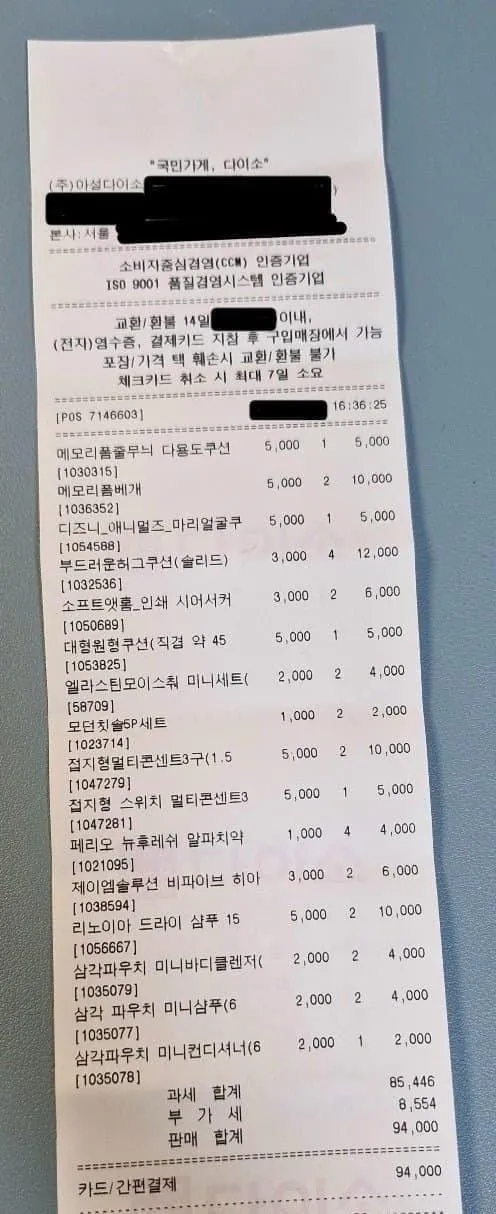 "국민가게, 다이소"
(주)아성다이소
)
본사:서울
소비자중심경영(CCM) 인증기업
ISO 9001 품질경영시스템 인증기업
교환/환불 14일 이내,
(전자)영수증, 결제카드 지참 후 구입매장에서 가능
포장/가격 택 훼손시 교환/환불 불가
체크카드 취소 시 최대 7일 소요
[POS 7146603] 16:36:25
메모리폼줄무늬 다용도쿠션 5,000 1 5,000
[1030315]
메모리폼베개 5,000 2 10,000
[1036352]
디즈니_애니멀즈_마리얼굴쿠 5,000 1 5,000
[1054588]
부드러운허그쿠션(솔리드) 3,000 4 12,000
[1032536]
소프트앳홈_인쇄 시어서커 3,000 2 6,000
[1050689]
대형원형쿠션(직경 약 45 5,000 1 5,000
[1053825]
엘라스틴모이스춰 미니세트( 2,000 2 4,000
[58709]
모던칫솔5P세트 1,000 2 2,000
[1023714]
접지형멀티콘센트3구(1.5 5,000 2 10,000
[1047279]
접지형 스위치 멀티콘센트3 5,000 1 5,000
[1047281]
페리오 뉴후레쉬 알파치약 1,000 4 4,000
[1021095]
제이엠솔루션 비파이브 히아 3,000 2 6,000
[1038594]
리노이아 드라이 샴푸 15 5,000 2 10,000
[1056667]
삼각파우치 미니바디클렌저( 2,000 2 4,000
[1035079]
삼각 파우치 미니샴푸(6 2,000 2 4,000
[1035077]
삼각파우치 미니컨디셔너(6 2,000 1 2,000
[1035078]
과세 합계 85,446
부 가 세 8,554
판매 합계 94,000
카드/간편결제 94,000